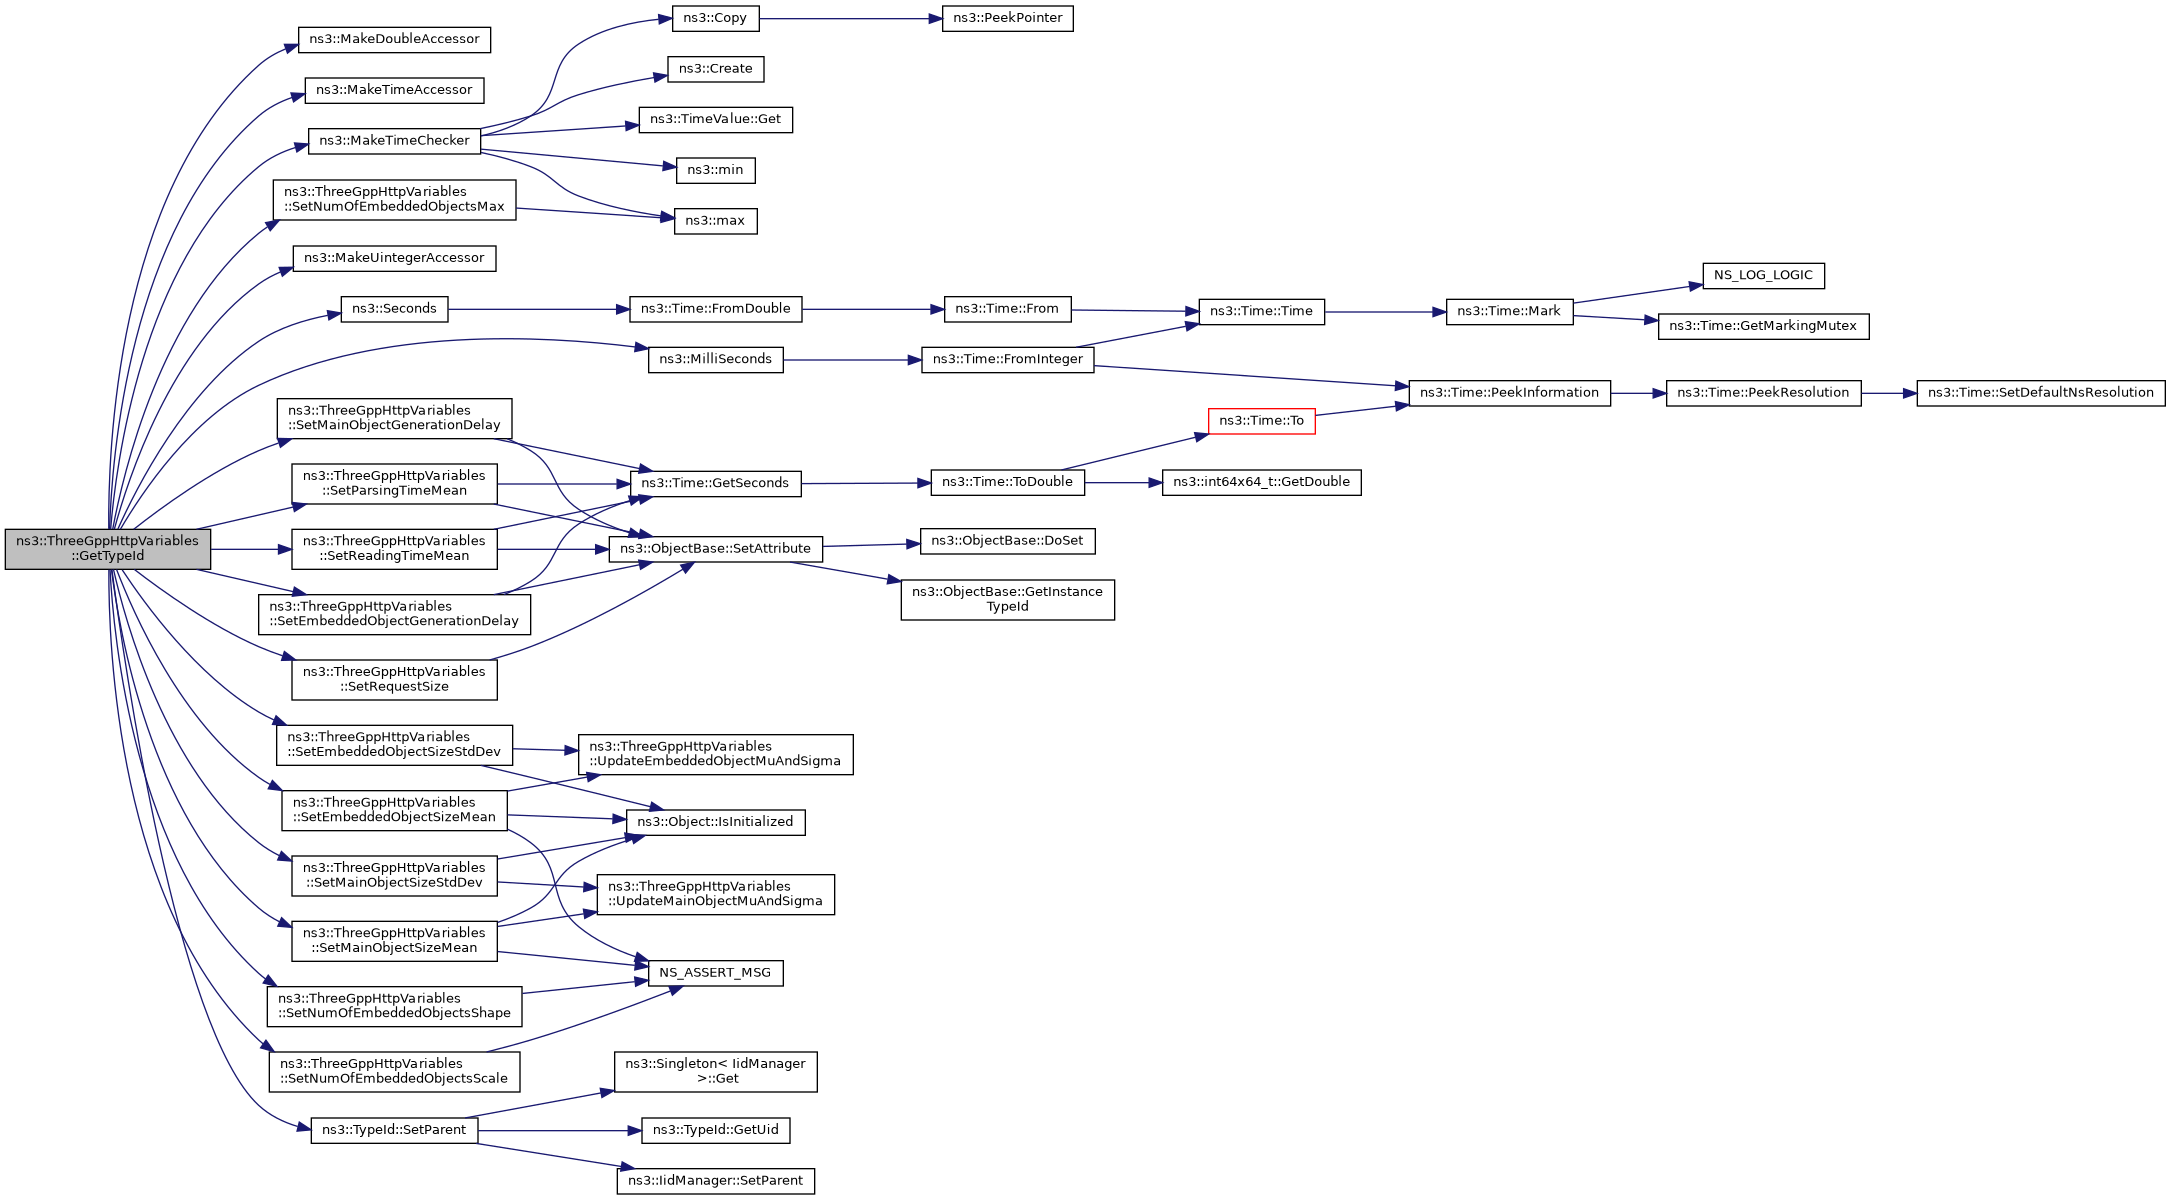 ns3::ThreeGppHttpVariables
::GetTypeId
ns3::MakeDoubleAccessor
ns3::MakeTimeAccessor
ns3::MakeTimeChecker
ns3::ThreeGppHttpVariables
::SetNumOfEmbeddedObjectsMax
ns3::MakeUintegerAccessor
ns3::Seconds
ns3::MilliSeconds
ns3::ThreeGppHttpVariables
::SetMainObjectGenerationDelay
ns3::ThreeGppHttpVariables
::SetParsingTimeMean
ns3::ThreeGppHttpVariables
::SetReadingTimeMean
ns3::ThreeGppHttpVariables
::SetEmbeddedObjectGenerationDelay
ns3::ThreeGppHttpVariables
::SetRequestSize
ns3::ThreeGppHttpVariables
::SetEmbeddedObjectSizeStdDev
ns3::ThreeGppHttpVariables
::SetEmbeddedObjectSizeMean
ns3::ThreeGppHttpVariables
::SetMainObjectSizeStdDev
ns3::ThreeGppHttpVariables
::SetMainObjectSizeMean
ns3::ThreeGppHttpVariables
::SetNumOfEmbeddedObjectsShape
ns3::ThreeGppHttpVariables
::SetNumOfEmbeddedObjectsScale
ns3::TypeId::SetParent
ns3::Copy
ns3::PeekPointer
ns3::Create
ns3::TimeValue::Get
ns3::min
ns3::max
ns3::Time::FromDouble
ns3::Time::From
ns3::Time::Time
ns3::Time::Mark
NS_LOG_LOGIC
ns3::Time::GetMarkingMutex
ns3::Time::FromInteger
ns3::Time::PeekInformation
ns3::Time::PeekResolution
ns3::Time::SetDefaultNsResolution
ns3::Time::To
ns3::Time::GetSeconds
ns3::Time::ToDouble
ns3::int64x64_t::GetDouble
ns3::ObjectBase::SetAttribute
ns3::ObjectBase::DoSet
ns3::ObjectBase::GetInstance
TypeId
ns3::ThreeGppHttpVariables
::UpdateEmbeddedObjectMuAndSigma
ns3::Object::IsInitialized
ns3::ThreeGppHttpVariables
::UpdateMainObjectMuAndSigma
NS_ASSERT_MSG
ns3::Singleton< IidManager
>::Get
ns3::TypeId::GetUid
ns3::IidManager::SetParent